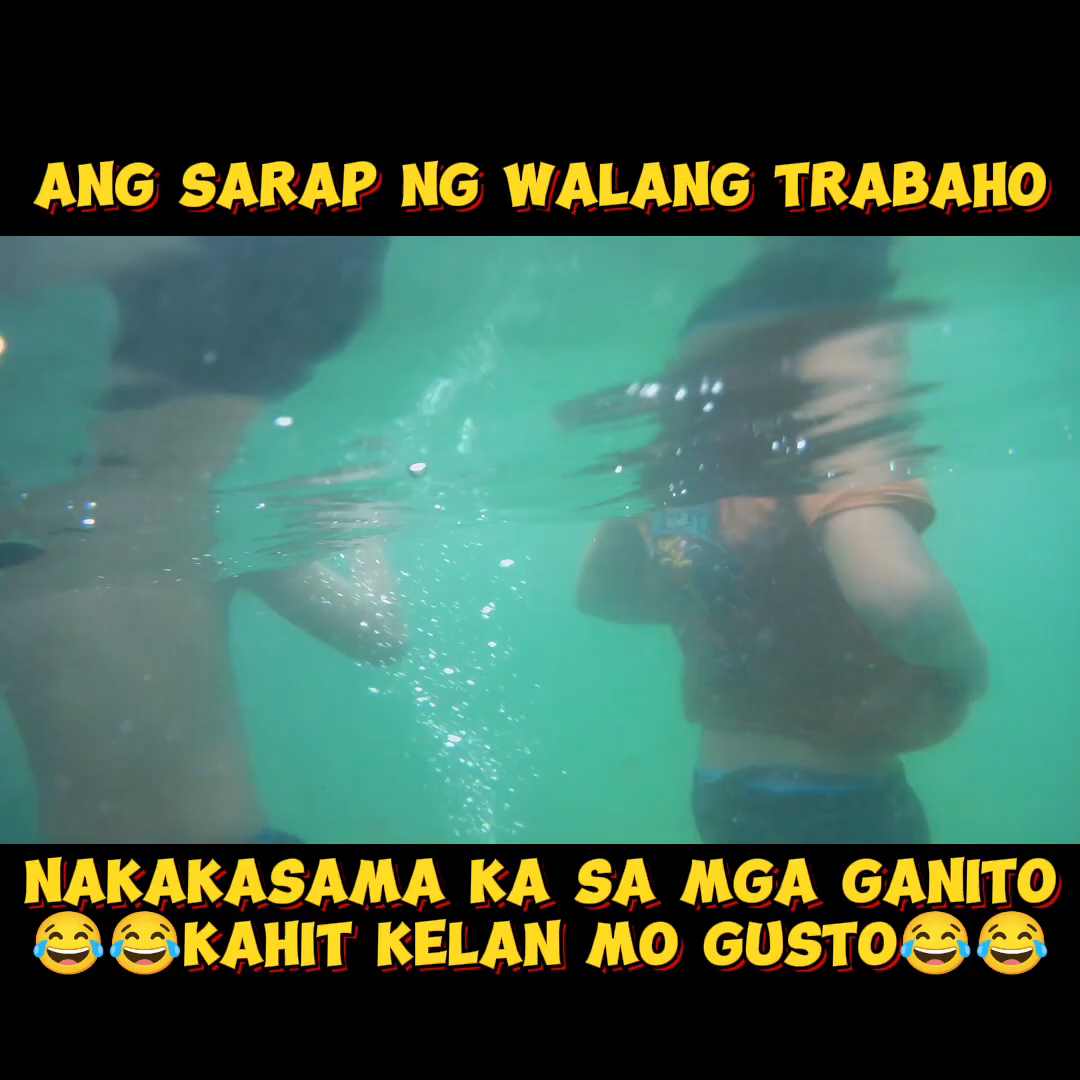 ANG SARAP NG WALANG TRABAHO
NAKAKASAMA KA SA MGA GANITO
😂😂KAHIT KELAN MO GUSTO😂😂